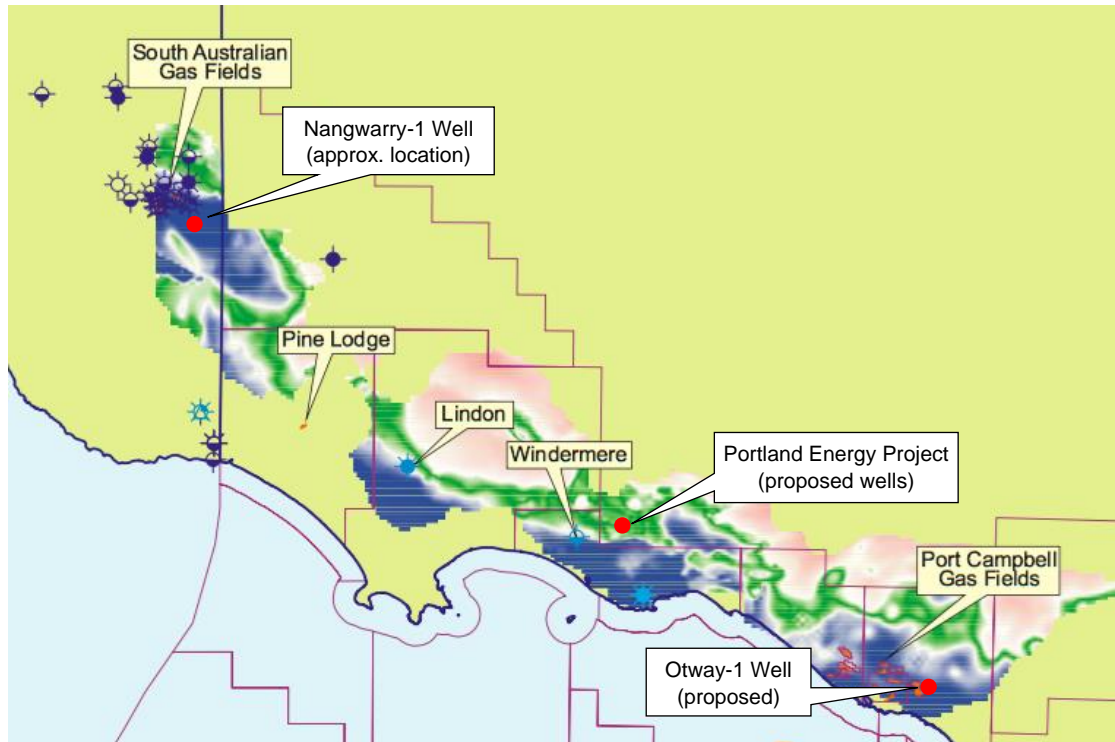 South Australian
Gas Fields
Nangwarry-1 Well
(approx. location)
Pine Lodge
Lindon
Windermere
Portland Energy Project
(proposed wells)
Port Campbell
Gas Fields
Otway-1 Well
(proposed)